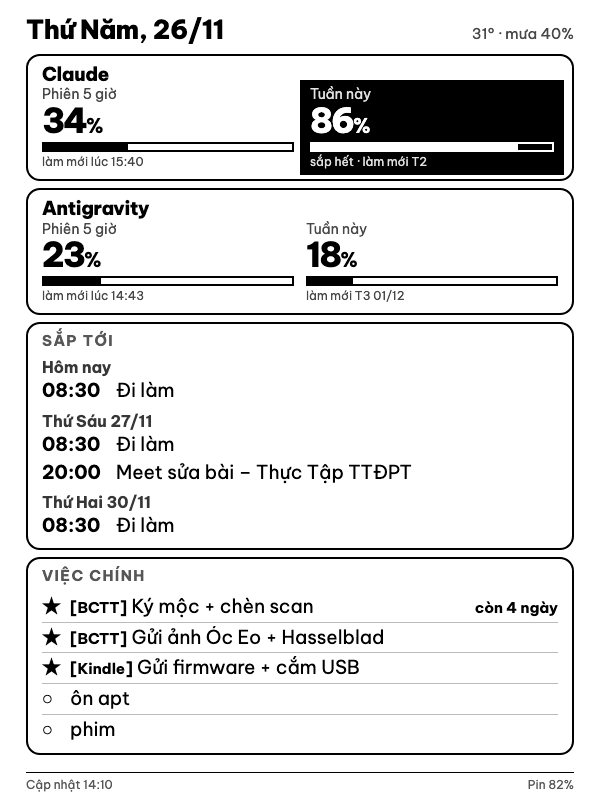 Thứ Năm, 26/11
31° · mưa 40%
Claude
Phiên 5 giờ
34%
làm mới lúc 15:40
Tuần này
86%
sắp hết · làm mới T2
Antigravity
Phiên 5 giờ
23%
làm mới lúc 14:43
Tuần này
18%
làm mới T3 01/12
SẮP TỚI
Hôm nay
08:30 Đi làm
Thứ Sáu 27/11
08:30 Đi làm
20:00 Meet sửa bài – Thực Tập TTĐPT
Thứ Hai 30/11
08:30 Đi làm
VIỆC CHÍNH
★ [BCTT] Ký mộc + chèn scan còn 4 ngày
★ [BCTT] Gửi ảnh Óc Eo + Hasselblad
★ [Kindle] Gửi firmware + cắm USB
○ ôn apt
○ phim
Cập nhật 14:10
Pin 82%